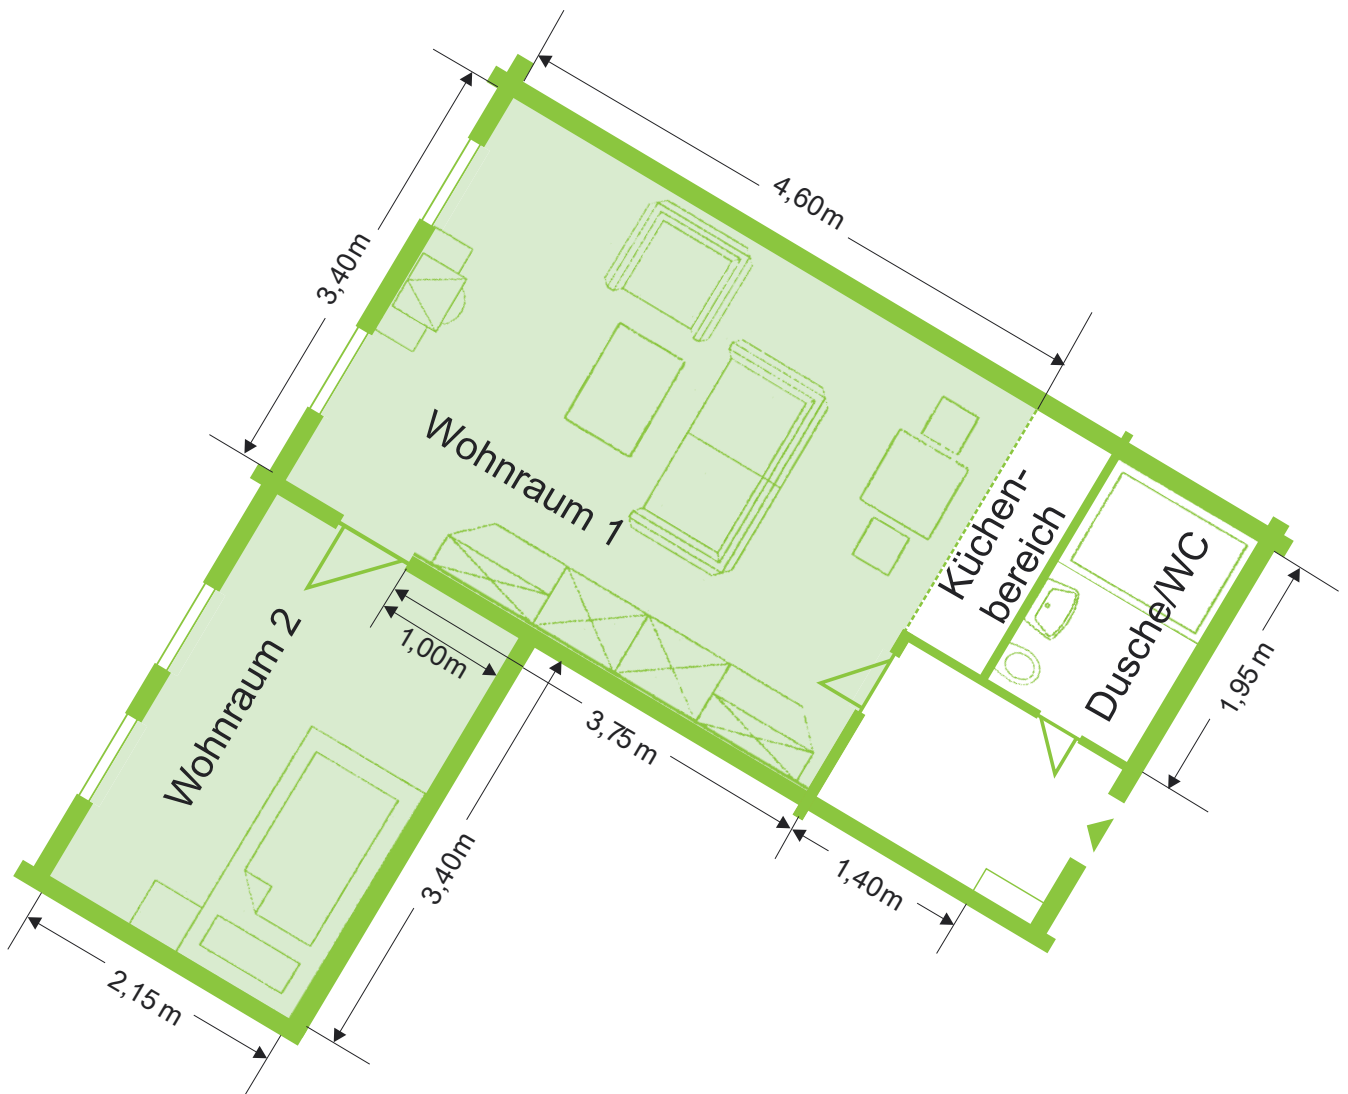 4,60m
3,40m
Wohnraum 1
Küchen-
bereich
Dusche/WC
1,95 m
Wohnraum 2
1,00m
3,75 m
3,40m
1,40m
2,15 m